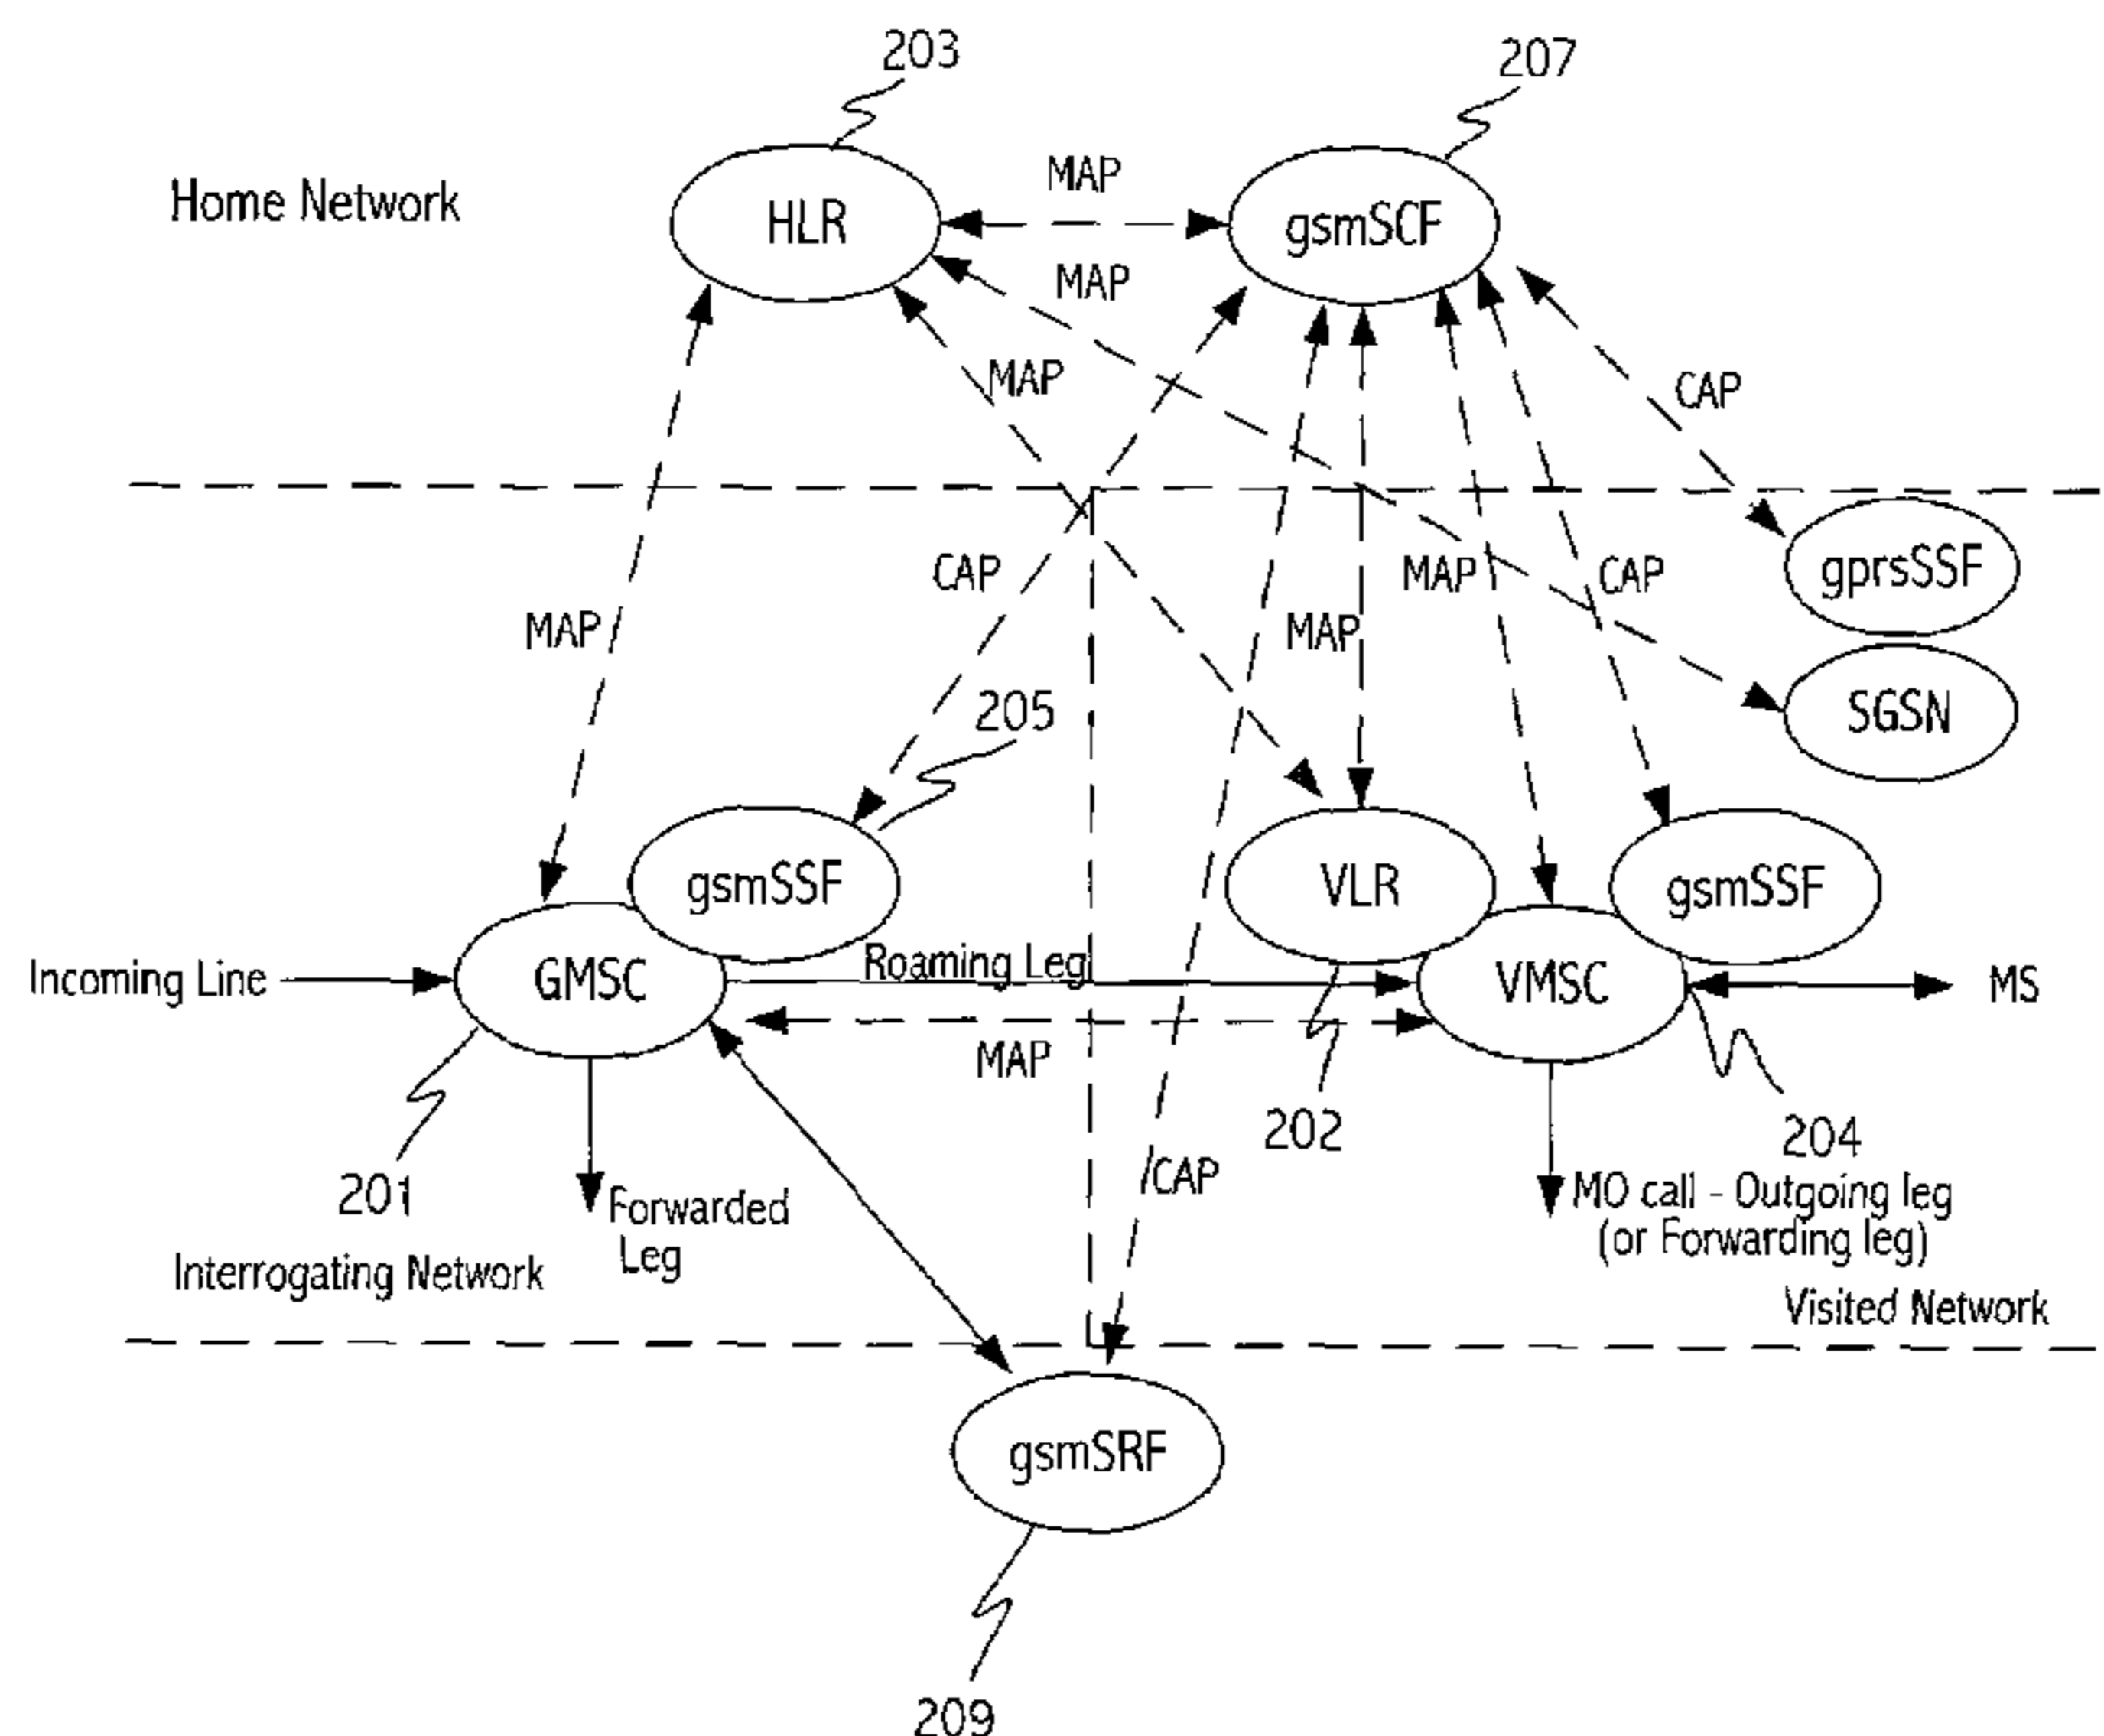 203
207
Home Network
HLR
MAP
gsmSCF
MAP
MAP
CAP
CAP
MAP
CAP
gprsSSF
MAP
MAP
205
SGSN
gsmSSF
VLR
gsmSSF
Incoming Line
GMSC
Roaming Leg
VMSC
MS
MAP
202
204
201
CAP
Forwarded
Leg
MO call - Outgoing leg
(or Forwarding leg)
Interrogating Network
Visited Network
gsmSRF
209